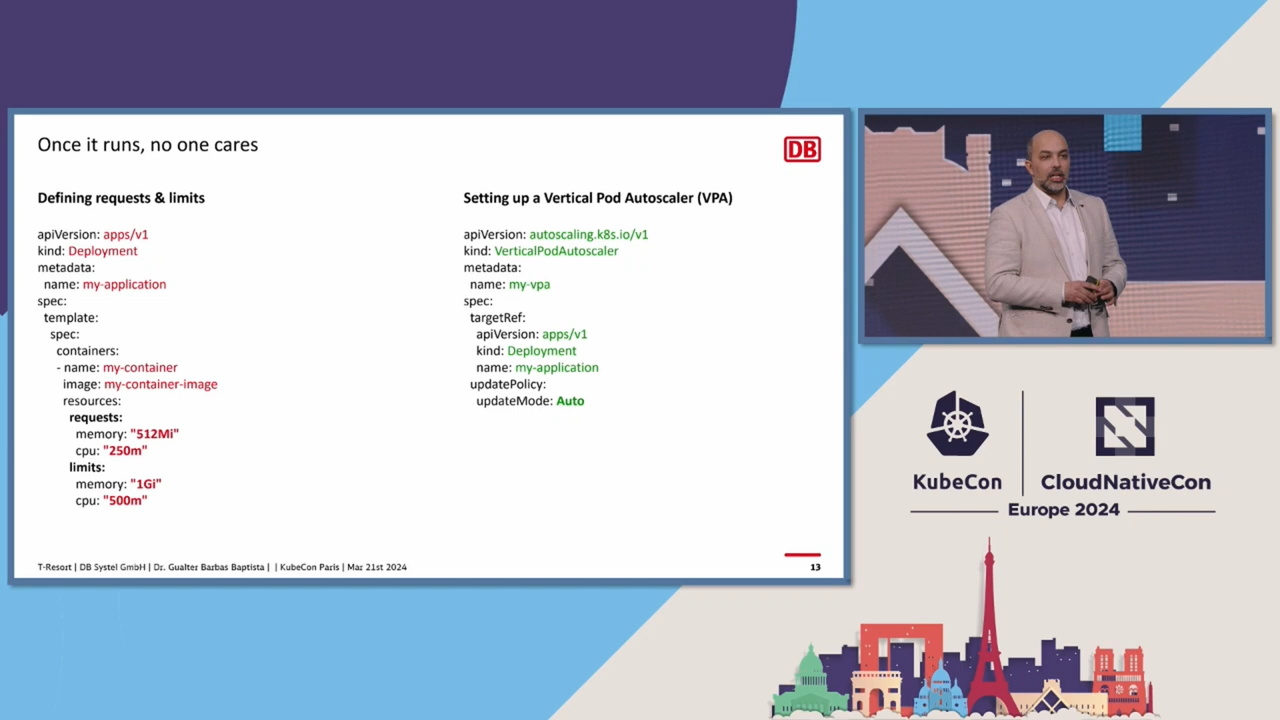 Once it runs, no one cares
DB
Defining requests & limits
apiVersion: apps/v1
kind: Deployment
metadata:
  name: my-application
spec:
  template:
    spec:
      containers:
      - name: my-container
        image: my-container-image
        resources:
          requests:
            memory: "512Mi"
            cpu: "250m"
          limits:
            memory: "1Gi"
            cpu: "500m"
Setting up a Vertical Pod Autoscaler (VPA)
apiVersion: autoscaling.k8s.io/v1
kind: VerticalPodAutoscaler
metadata:
  name: my-vpa
spec:
  targetRef:
    apiVersion: apps/v1
    kind: Deployment
    name: my-application
  updatePolicy:
    updateMode: Auto
T-Resort | DB Systel GmbH | Dr. Gualter Barbas Baptista | | KubeCon Paris | Mar 21st 2024
13
KubeCon
CloudNativeCon
Europe 2024